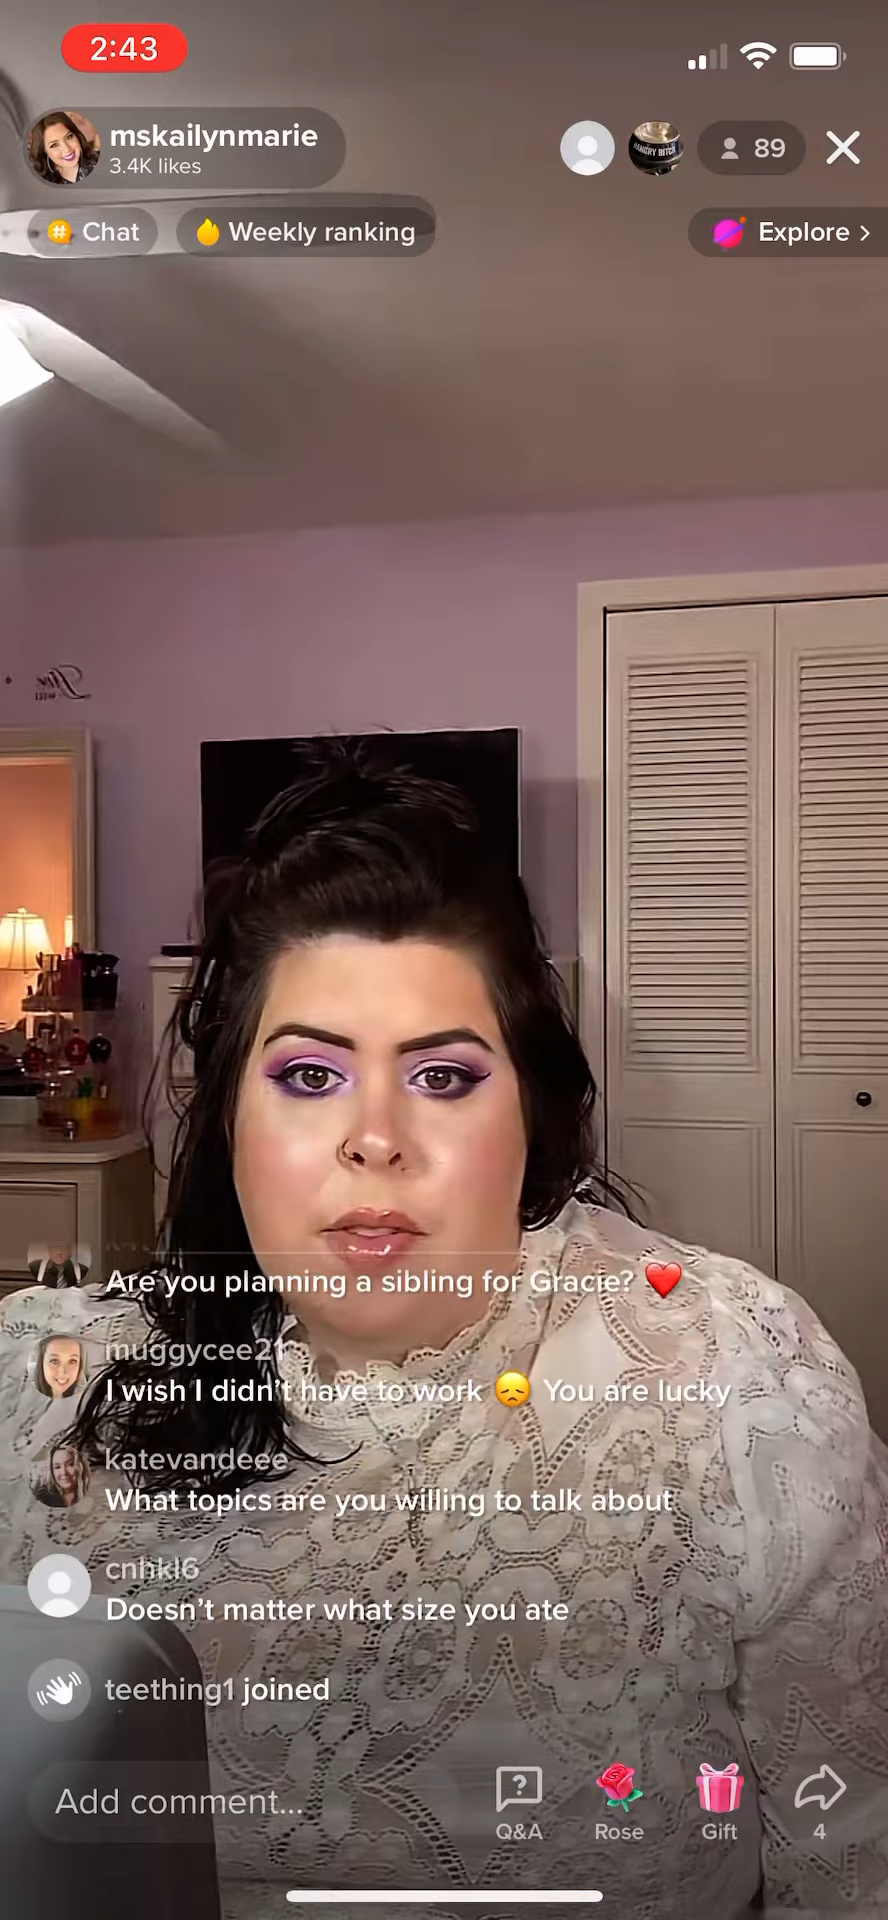 2:43
mskailynmarie
3.4K likes
HANGRY BITCH
89
Chat
Weekly ranking
Explore >
Are you planning a sibling for Gracie? ❤️
muggycee21
I wish I didn't have to work 😞 You are lucky
katevandeee
What topics are you willing to talk about
cnhkl6
Doesn't matter what size you ate
teething1 joined
Add comment...
Q&A
Rose
Gift
4